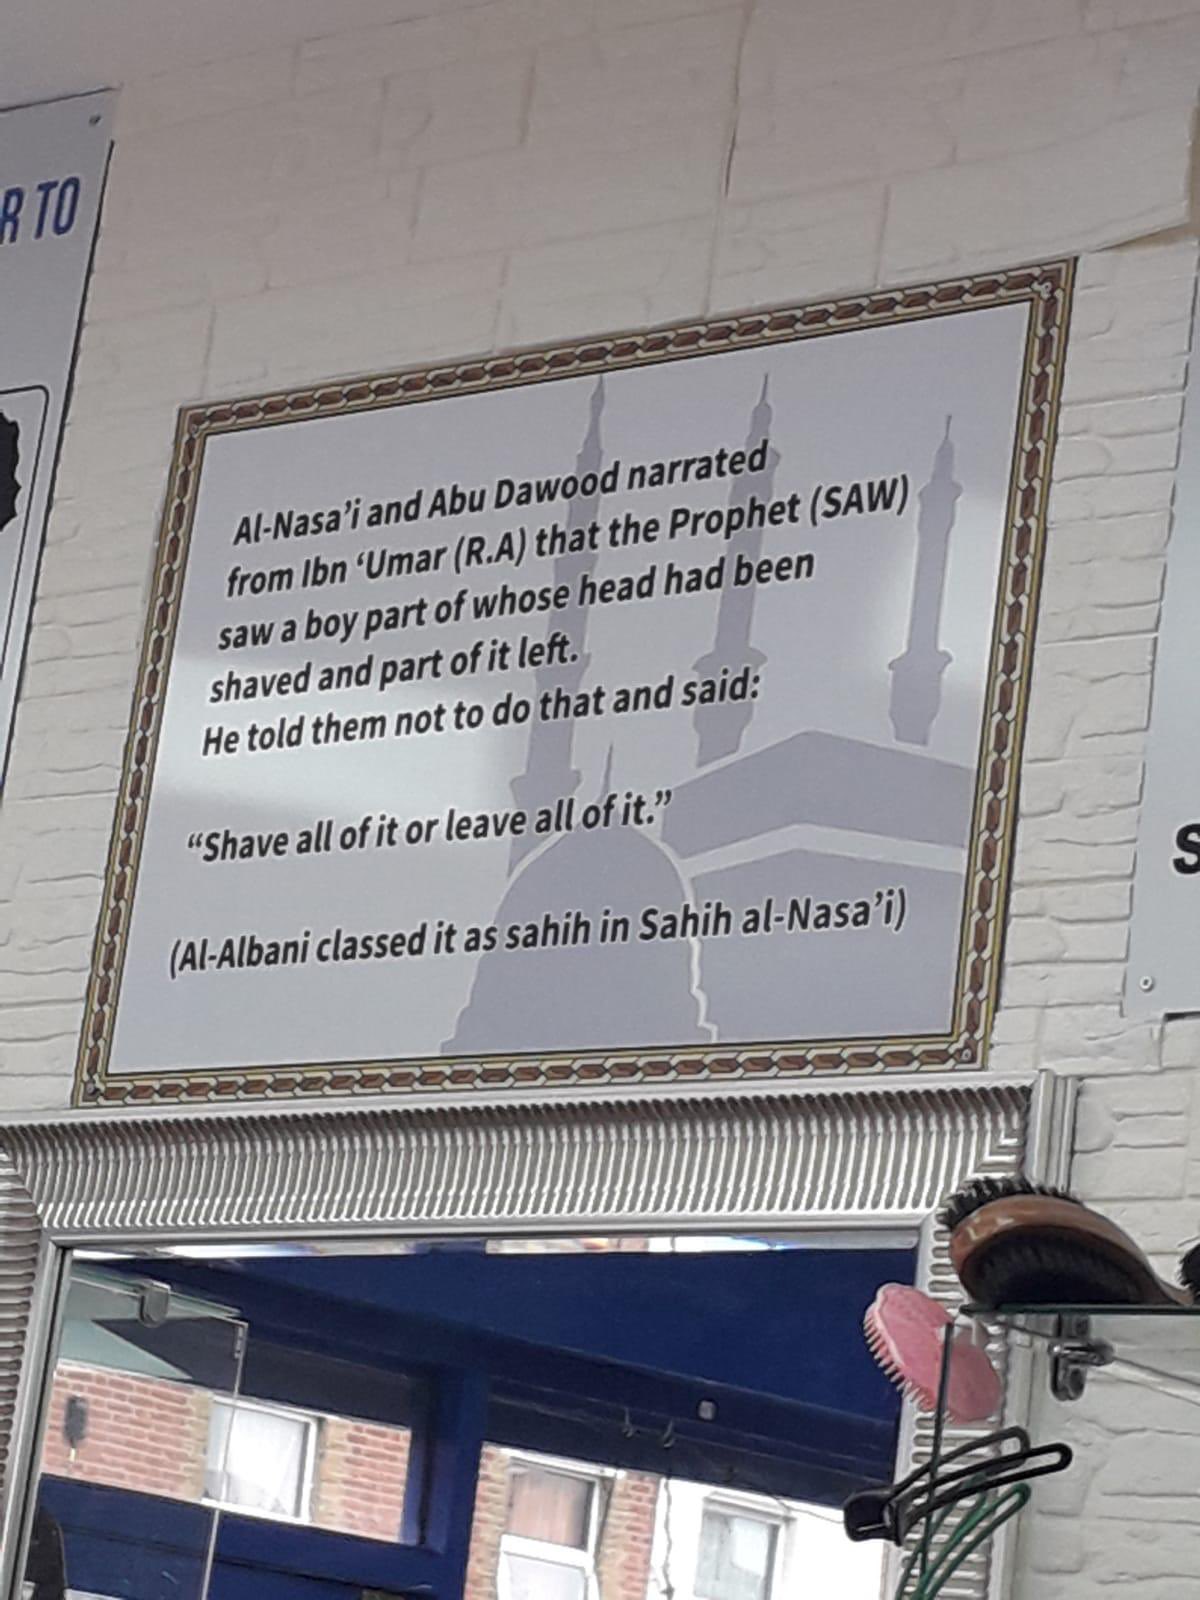 R TO
Al-Nasa’i and Abu Dawood narrated
from Ibn ‘Umar (R.A) that the Prophet (SAW)
saw a boy part of whose head had been
shaved and part of it left.
He told them not to do that and said:
“Shave all of it or leave all of it.”
(Al-Albani classed it as sahih in Sahih al-Nasa’i)
S